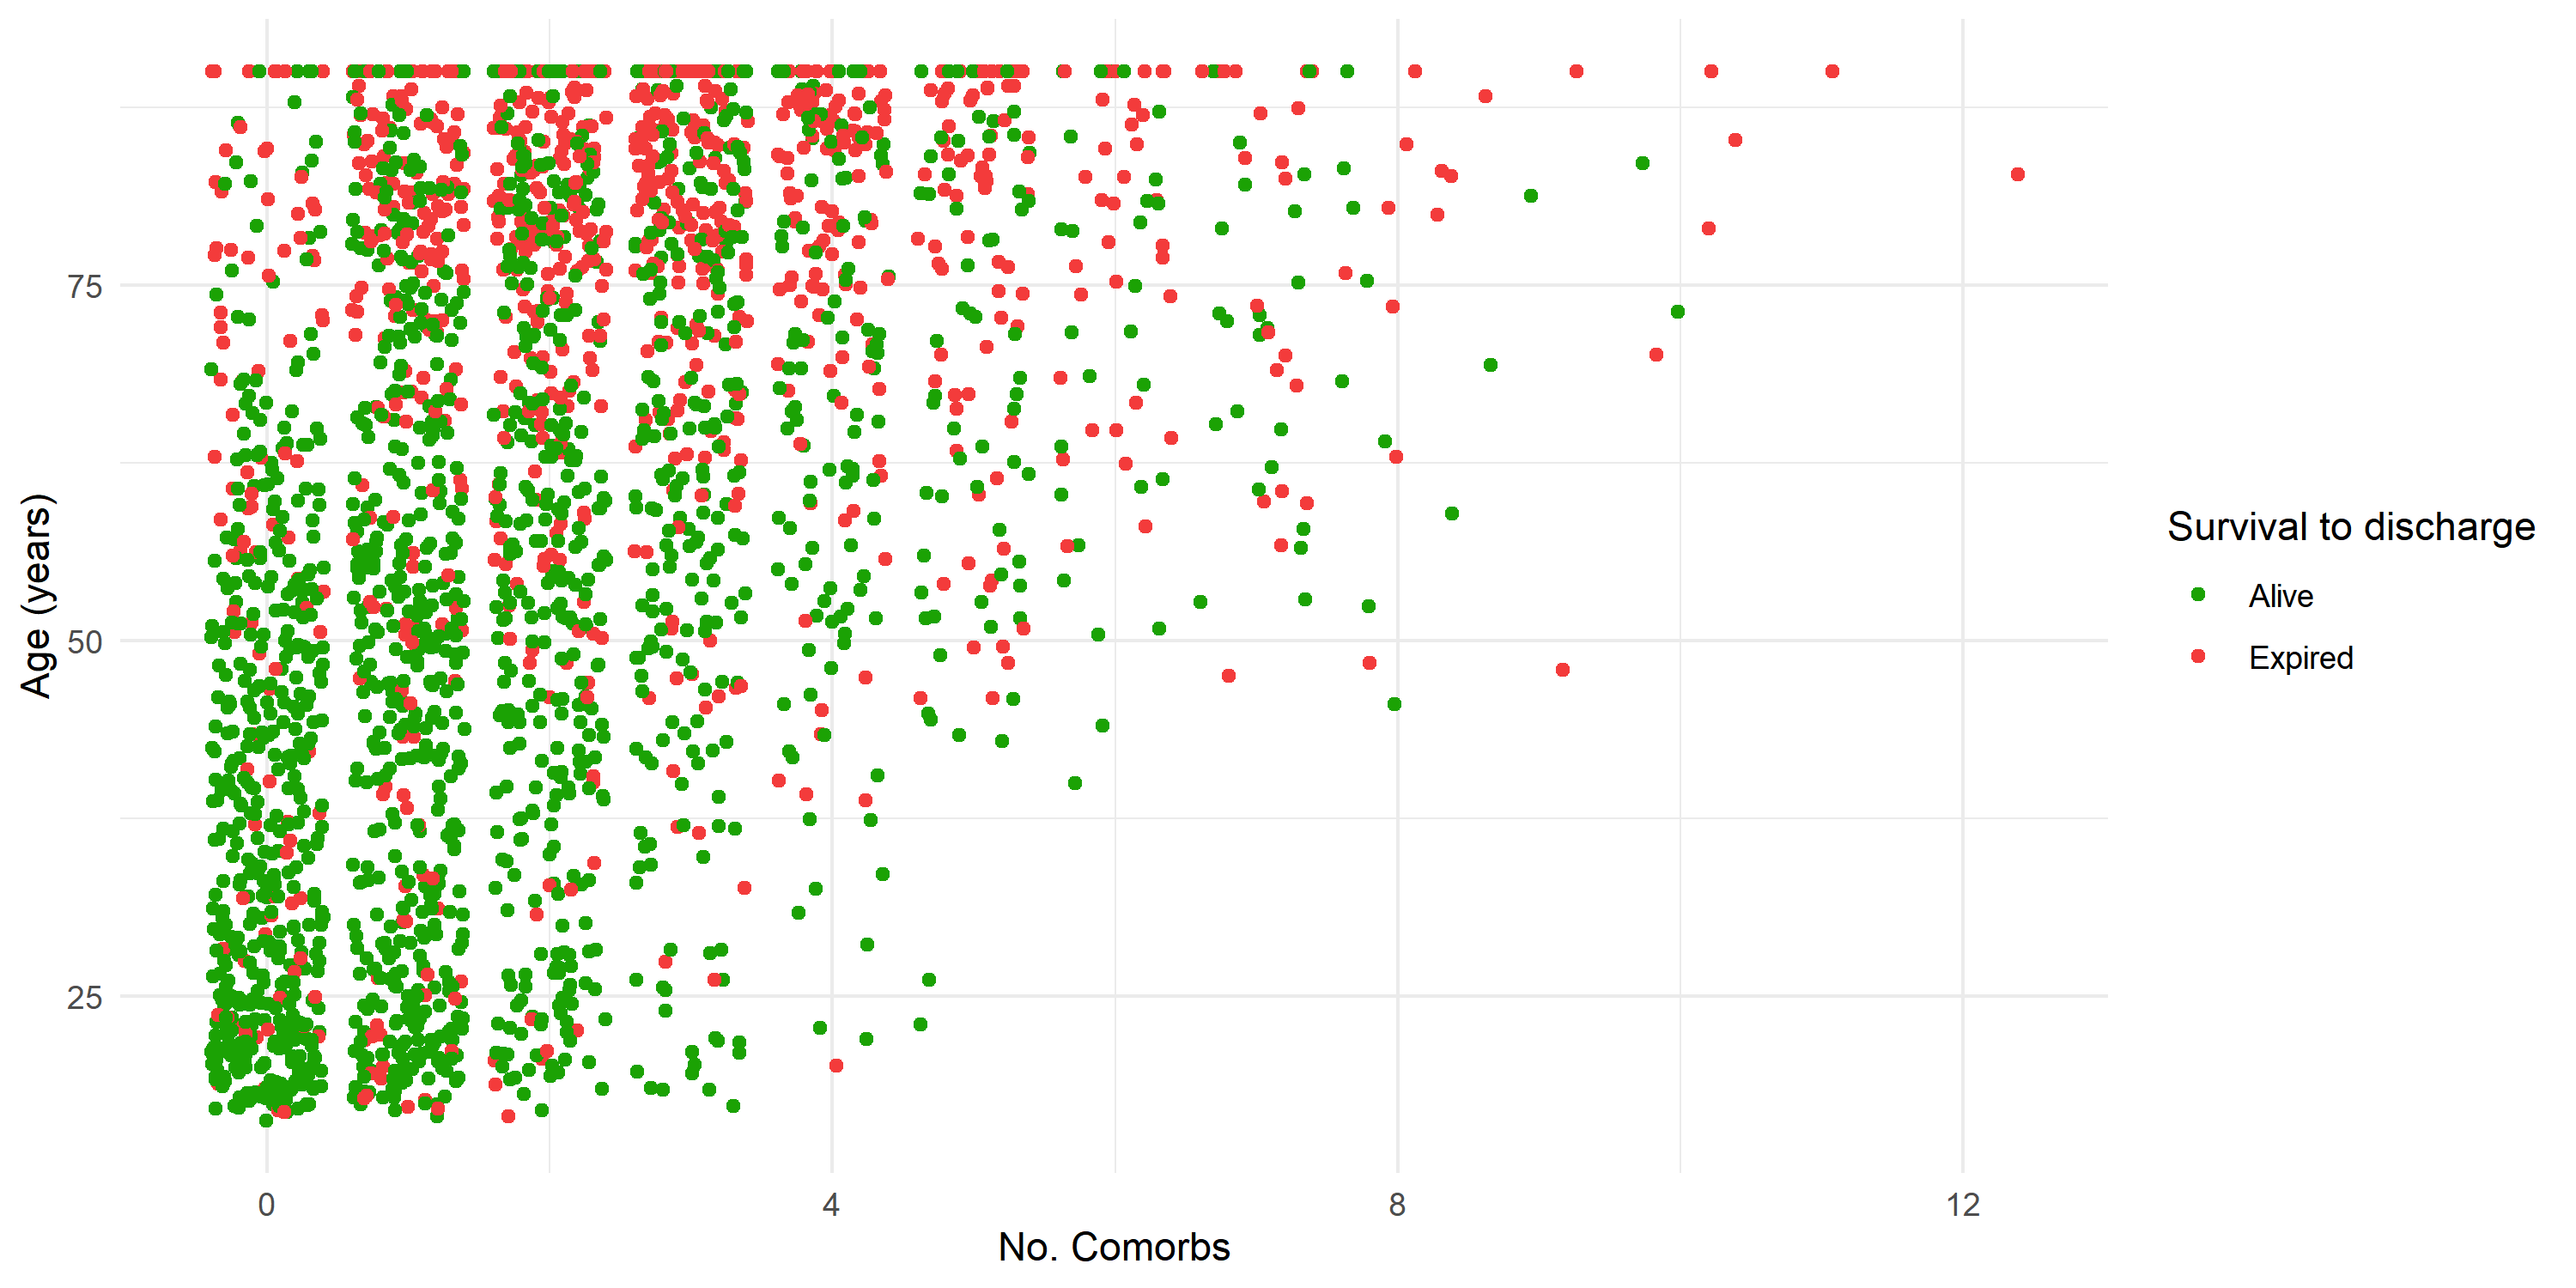 75
50
25
Age (years)
0
4
8
12
No. Comorbs
Survival to discharge
Alive
Expired